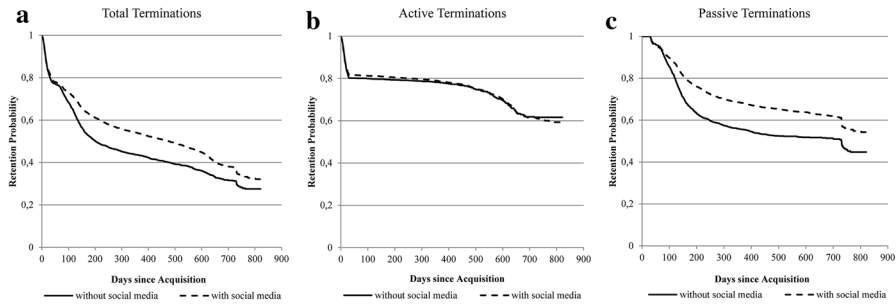 a Total Terminations
Retention Probability
1
0,8
0,6
0,4
0,2
0
0 100 200 300 400 500 600 700 800 900
Days since Acquisition
without social media with social media
b Active Terminations
Retention Probability
1
0,8
0,6
0,4
0,2
0
0 100 200 300 400 500 600 700 800 900
Days since Acquisition
without social media with social media
c Passive Terminations
Retention Probability
1
0,8
0,6
0,4
0,2
0
0 100 200 300 400 500 600 700 800 900
Days since Acquisition
without social media with social media